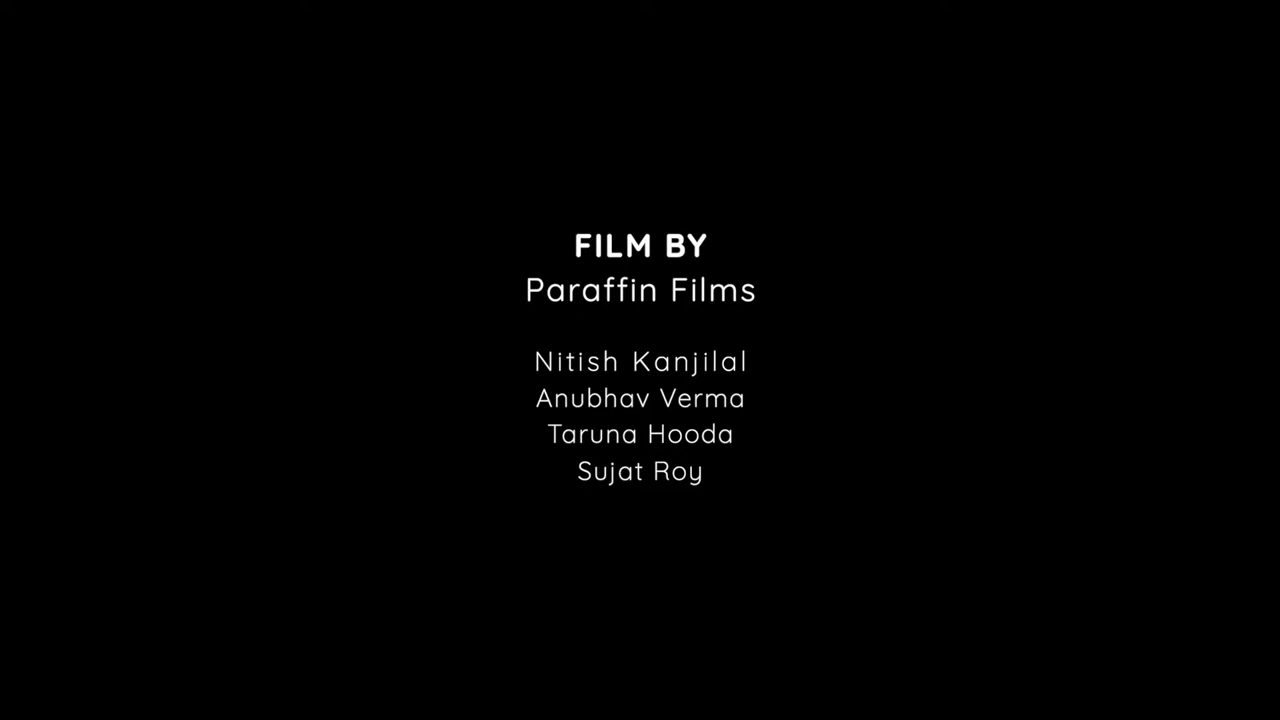 FILM BY
Paraffin Films
Nitish Kanjilal
Anubhav Verma
Taruna Hooda
Sujat Roy